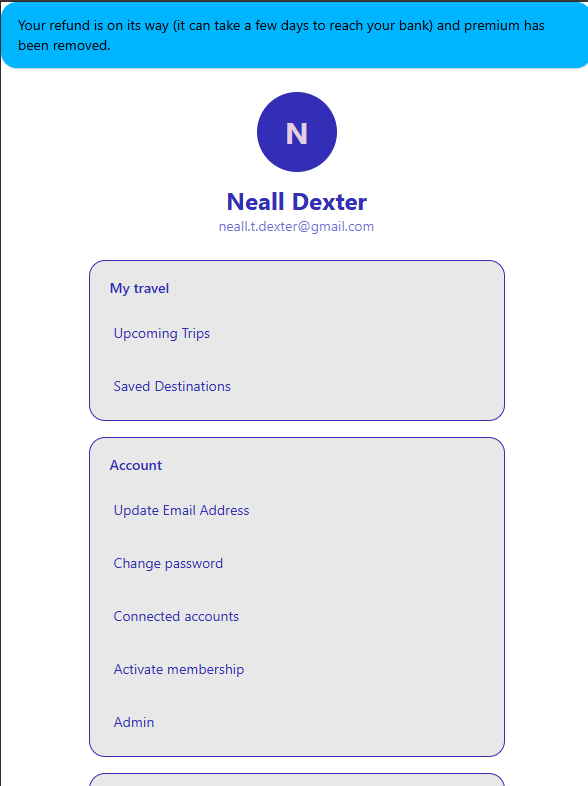 Your refund is on its way (it can take a few days to reach your bank) and premium has
been removed.
N
Neall Dexter
neall.t.dexter@gmail.com
My travel
Upcoming Trips
Saved Destinations
Account
Update Email Address
Change password
Connected accounts
Activate membership
Admin